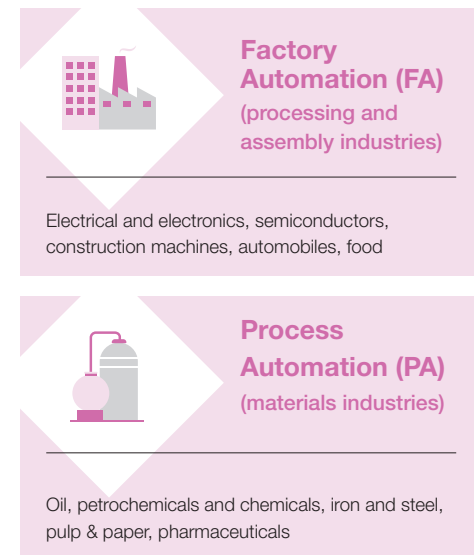 Factory
Automation (FA)
(processing and
assembly industries)
Electrical and electronics, semiconductors,
construction machines, automobiles, food
Process
Automation (PA)
(materials industries)
Oil, petrochemicals and chemicals, iron and steel,
pulp & paper, pharmaceuticals